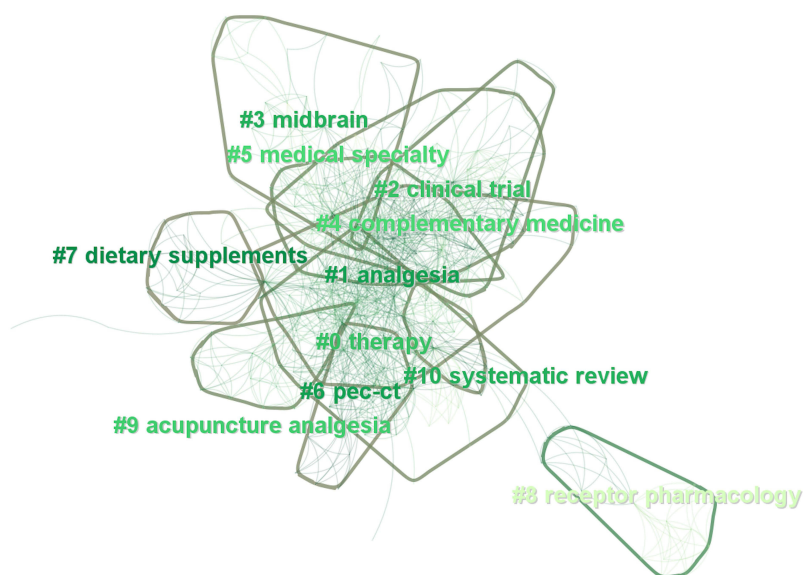 #3 midbrain
#5 medical specialty
#2 clinical trial
#4 complementary medicine
#7 dietary supplements
#1 analgesia
#0 therapy
#10 systematic review
#6 pec-ct
#9 acupuncture analgesia
#8 receptor pharmacology